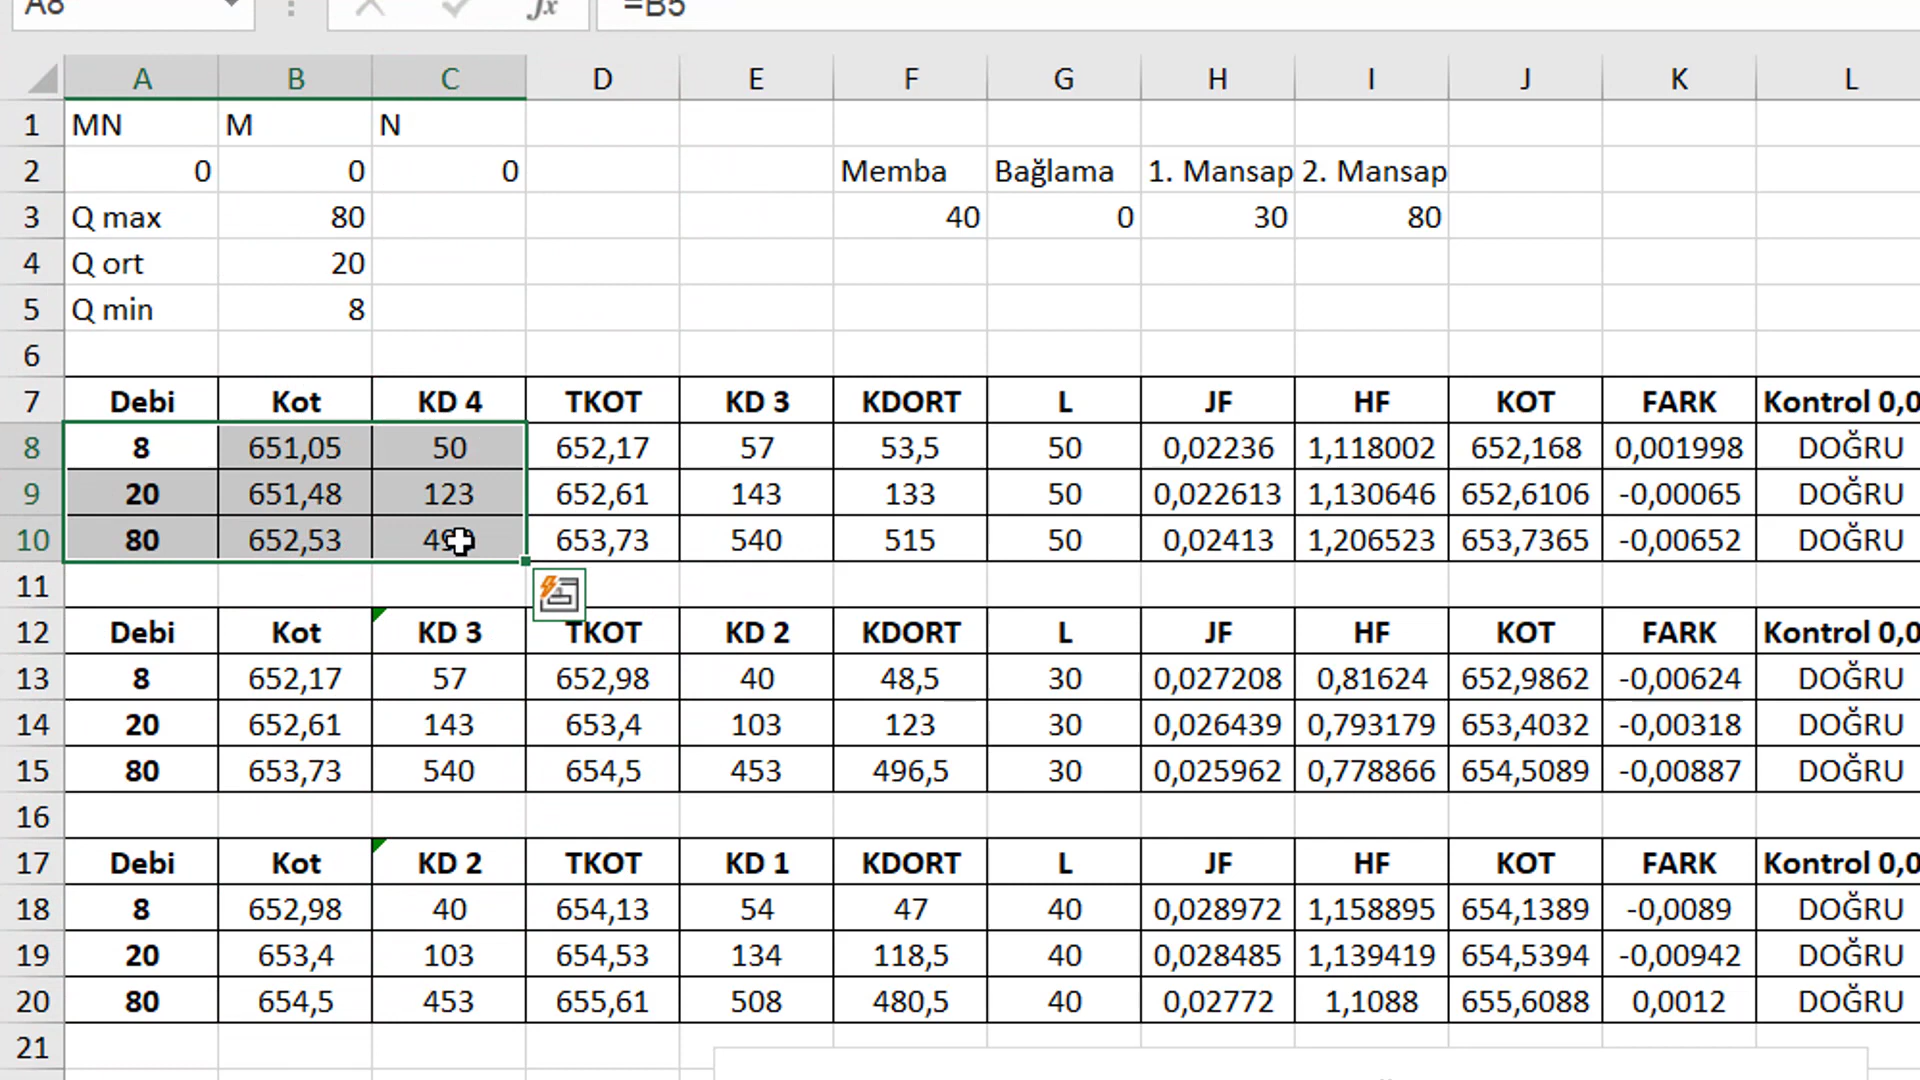 A8 fx =B5
A B C D E F G H I J K L
1 MN M N
2 0 0 0 Memba Bağlama 1. Mansap 2. Mansap
3 Q max 80 40 0 30 80
4 Q ort 20
5 Q min 8
6
7 Debi Kot KD 4 TKOT KD 3 KDORT L JF HF KOT FARK Kontrol 0,0
8 8 651,05 50 652,17 57 53,5 50 0,02236 1,118002 652,168 0,001998 DOĞRU
9 20 651,48 123 652,61 143 133 50 0,022613 1,130646 652,6106 -0,00065 DOĞRU
10 80 652,53 653,73 540 515 50 0,02413 1,206523 653,7365 -0,00652 DOĞRU
11
12 Debi Kot KD 3 TKOT KD 2 KDORT L JF HF KOT FARK Kontrol 0,0
13 8 652,17 57 652,98 40 48,5 30 0,027208 0,81624 652,9862 -0,00624 DOĞRU
14 20 652,61 143 653,4 103 123 30 0,026439 0,793179 653,4032 -0,00318 DOĞRU
15 80 653,73 540 654,5 453 496,5 30 0,025962 0,778866 654,5089 -0,00887 DOĞRU
16
17 Debi Kot KD 2 TKOT KD 1 KDORT L JF HF KOT FARK Kontrol 0,0
18 8 652,98 40 654,13 54 47 40 0,028972 1,158895 654,1389 -0,0089 DOĞRU
19 20 653,4 103 654,53 134 118,5 40 0,028485 1,139419 654,5394 -0,00942 DOĞRU
20 80 654,5 453 655,61 508 480,5 40 0,02772 1,1088 655,6088 0,0012 DOĞRU
21